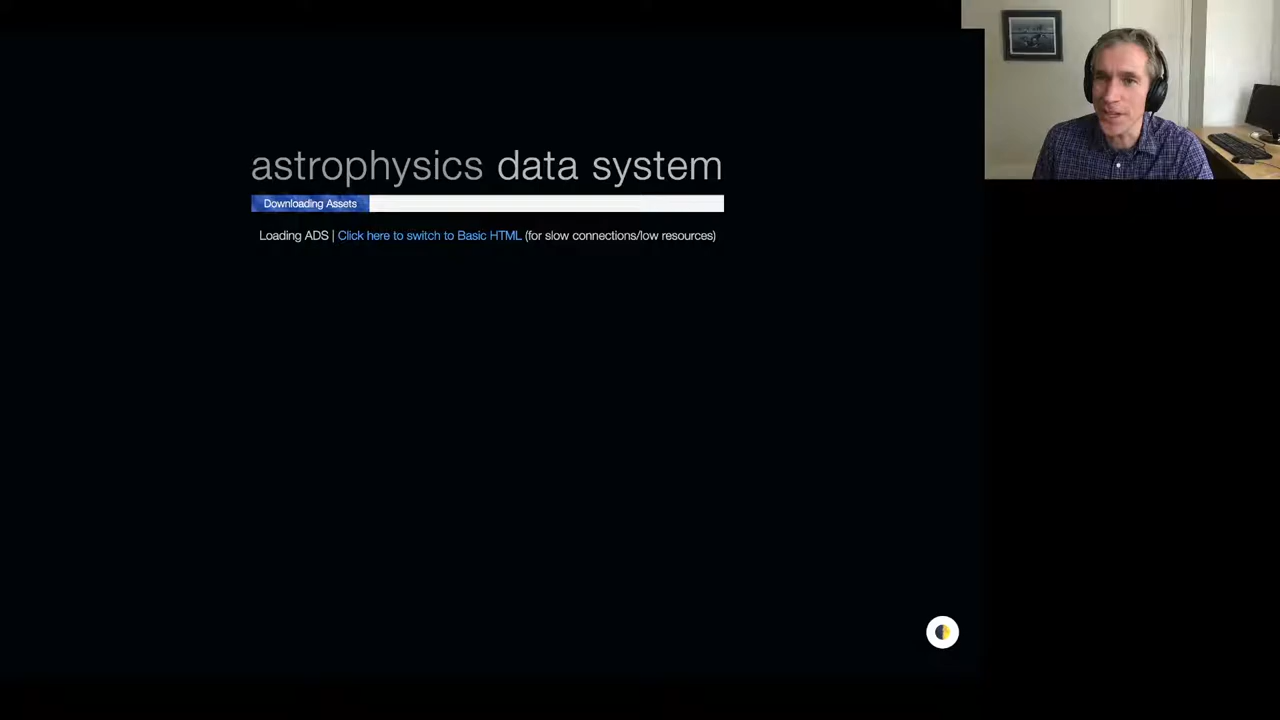 astrophysics data system
Downloading Assets
Loading ADS | Click here to switch to Basic HTML (for slow connections/low resources)